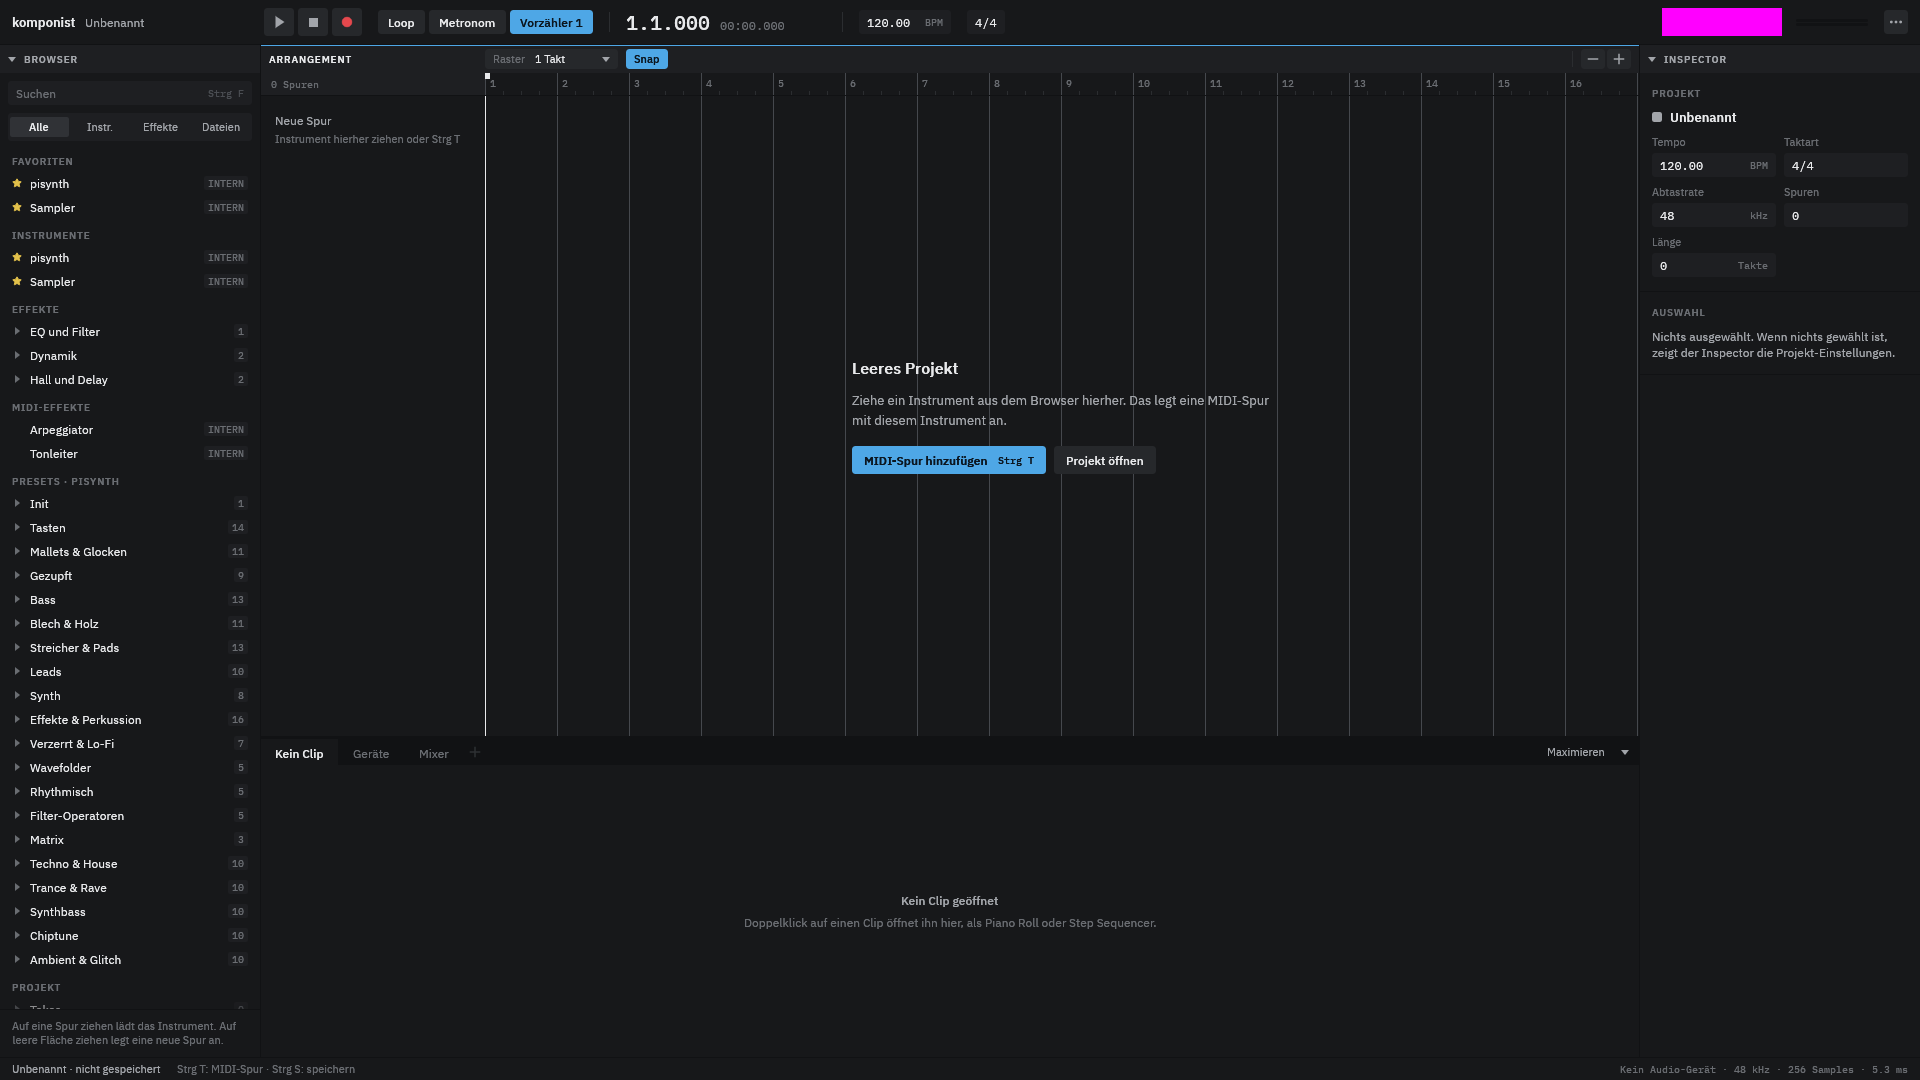 komponist Unbenannt
Loop Metronom Vorzähler 1 1.1.000 00:00.000 120.00 BPM 4/4
BROWSER
Suchen Strg F
Alle Instr. Effekte Dateien
FAVORITEN
pisynth INTERN
Sampler INTERN
INSTRUMENTE
pisynth INTERN
Sampler INTERN
EFFEKTE
EQ und Filter 1
Dynamik 2
Hall und Delay 2
MIDI-EFFEKTE
Arpeggiator INTERN
Tonleiter INTERN
PRESETS · PISYNTH
Init 1
Tasten 14
Mallets & Glocken 11
Gezupft 9
Bass 13
Blech & Holz 11
Streicher & Pads 13
Leads 10
Synth 8
Effekte & Perkussion 16
Verzerrt & Lo-Fi 7
Wavefolder 5
Rhythmisch 5
Filter-Operatoren 5
Matrix 3
Techno & House 10
Trance & Rave 10
Synthbass 10
Chiptune 10
Ambient & Glitch 10
PROJEKT
Auf eine Spur ziehen lädt das Instrument. Auf
leere Fläche ziehen legt eine neue Spur an.
ARRANGEMENT Raster 1 Takt Snap
0 Spuren 1 2 3 4 5 6 7 8 9 10 11 12 13 14 15 16
Neue Spur
Instrument hierher ziehen oder Strg T
Leeres Projekt
Ziehe ein Instrument aus dem Browser hierher. Das legt eine MIDI-Spur
mit diesem Instrument an.
MIDI-Spur hinzufügen Strg T Projekt öffnen
Kein Clip Geräte Mixer Maximieren
Kein Clip geöffnet
Doppelklick auf einen Clip öffnet ihn hier, als Piano Roll oder Step Sequencer.
INSPECTOR
PROJEKT
Unbenannt
Tempo Taktart
120.00 BPM 4/4
Abtastrate Spuren
48 kHz 0
Länge
0 Takte
AUSWAHL
Nichts ausgewählt. Wenn nichts gewählt ist,
zeigt der Inspector die Projekt-Einstellungen.
Unbenannt · nicht gespeichert Strg T: MIDI-Spur · Strg S: speichern
Kein Audio-Gerät · 48 kHz · 256 Samples · 5.3 ms